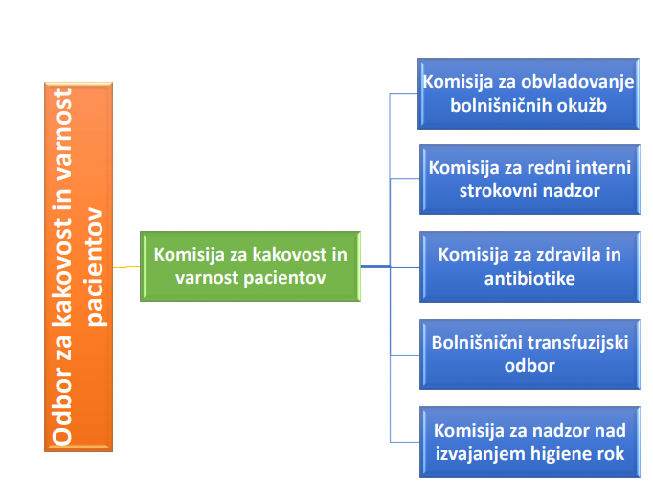 Odbor za kakovost in varnost
pacientov
Komisija za kakovost in
varnost pacientov
Komisija za obvladovanje
bolnišničnih okužb
Komisija za redni interni
strokovni nadzor
Komisija za zdravila in
antibiotike
Bolnišnični transfuzijski
odbor
Komisija za nadzor nad
izvajanjem higiene rok